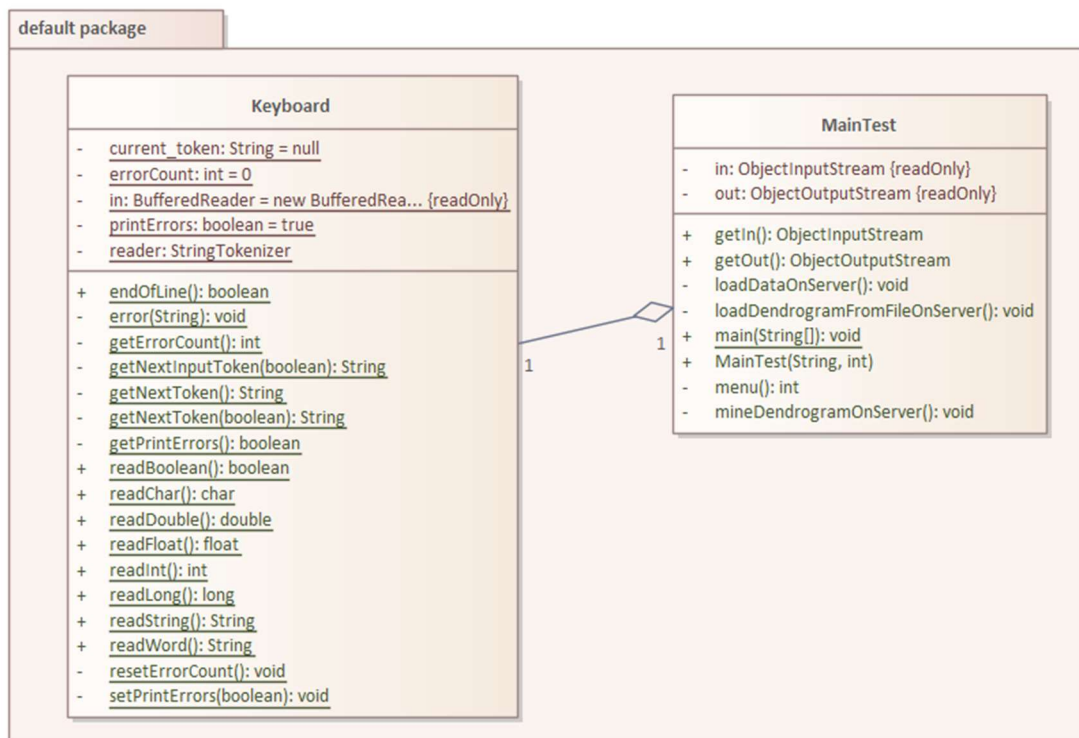 default package
Keyboard
- current_token: String = null
- errorCount: int = 0
- in: BufferedReader = new BufferedRea... {readOnly}
- printErrors: boolean = true
- reader: StringTokenizer
+ endOfLine(): boolean
- error(String): void
- getErrorCount(): int
- getNextInputToken(boolean): String
- getNextToken(): String
- getNextToken(boolean): String
- getPrintErrors(): boolean
+ readBoolean(): boolean
+ readChar(): char
+ readDouble(): double
+ readFloat(): float
+ readInt(): int
+ readLong(): long
+ readString(): String
+ readWord(): String
- resetErrorCount(): void
- setPrintErrors(boolean): void
1
1
MainTest
- in: ObjectInputStream {readOnly}
- out: ObjectOutputStream {readOnly}
+ getIn(): ObjectInputStream
+ getOut(): ObjectOutputStream
- loadDataOnServer(): void
- loadDendrogramFromFileOnServer(): void
+ main(String[]): void
+ MainTest(String, int)
- menu(): int
- mineDendrogramOnServer(): void